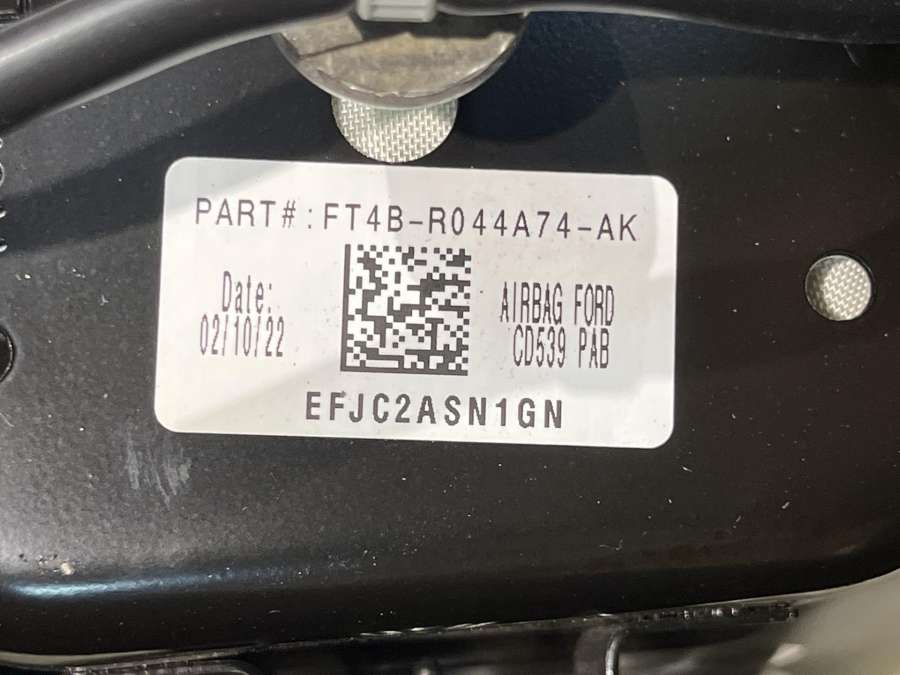 PART#:FT4B-R044A74-AK
Date:
02/10/22
AIRBAG FORD
CD539 PAB
EFJC2ASN1GN